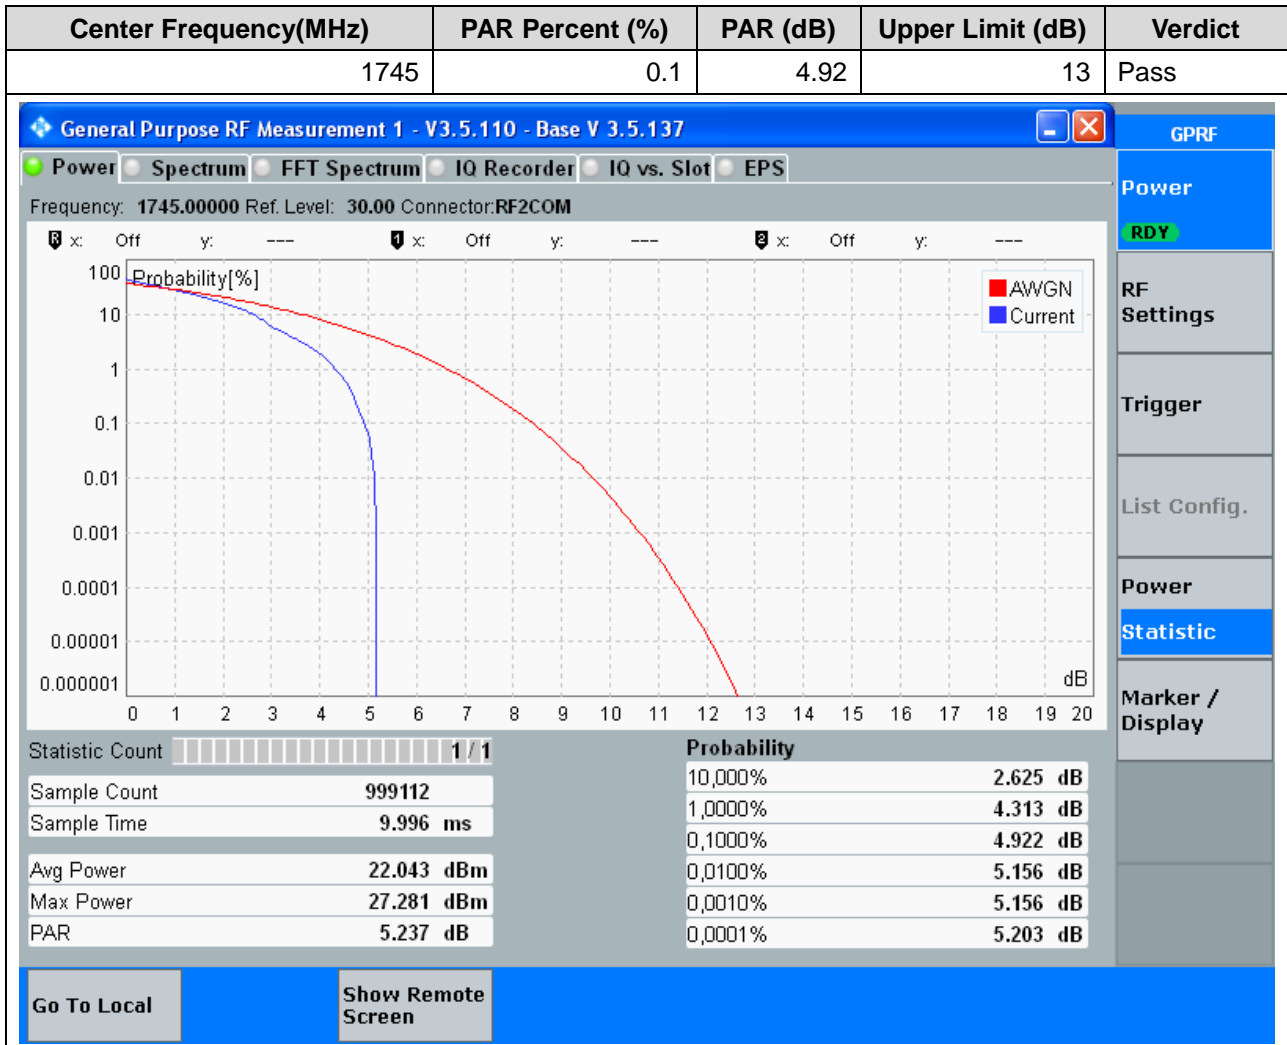 Center Frequency(MHz) PAR Percent (%) PAR (dB) Upper Limit (dB) Verdict
1745 0.1 4.92 13 Pass
General Purpose RF Measurement 1 - V3.5.110 - Base V 3.5.137
GPRF
Power Spectrum FFT Spectrum IQ Recorder IQ vs. Slot EPS
Frequency: 1745.00000 Ref. Level: 30.00 Connector:RF2COM
R x: Off y: --- 1 x: Off y: --- 2 x: Off y: ---
Probability[%]
100
10
1
0.1
0.01
0.001
0.0001
0.00001
0.000001
AWGN
Current
dB
0 1 2 3 4 5 6 7 8 9 10 11 12 13 14 15 16 17 18 19 20
Statistic Count 1 / 1
Sample Count 999112
Sample Time 9.996 ms
Avg Power 22.043 dBm
Max Power 27.281 dBm
PAR 5.237 dB
Probability
10,000% 2.625 dB
1,0000% 4.313 dB
0,1000% 4.922 dB
0,0100% 5.156 dB
0,0010% 5.156 dB
0,0001% 5.203 dB
Power
RDY
RF
Settings
Trigger
List Config.
Power
Statistic
Marker /
Display
Go To Local
Show Remote
Screen